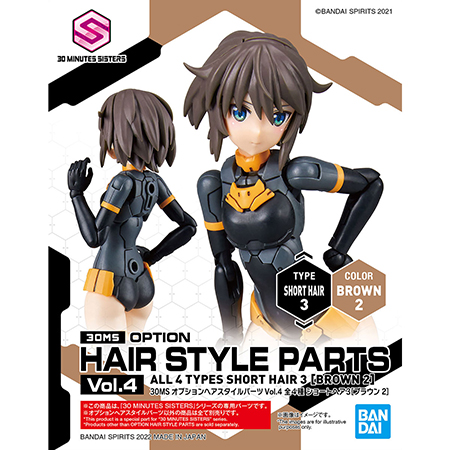 ©BANDAI SPIRITS 2021
30 MINUTES SISTERS
TYPE
SHORT HAIR
3
COLOR
BROWN
2
30MS OPTION
HAIR STYLE PARTS
Vol.4 ALL 4 TYPES SHORT HAIR 3 [BROWN 2]
30MS オプションヘアスタイルパーツ Vol.4 全4種 ショートヘア3[ブラウン 2]
※この商品は、「30 MINUTES SISTERS」シリーズの専用パーツです。
※オプションヘアスタイルパーツ以外の商品は全て別売りです。
*This product is a special part for "30 MINUTES SISTERS" series.
*Products other than OPTION HAIR STYLE PARTS are sold separately.
※画像はイメージです。
*The images are for illustrative purposes only.
BANDAI SPIRITS 2022 MADE IN JAPAN
BAN
DAI